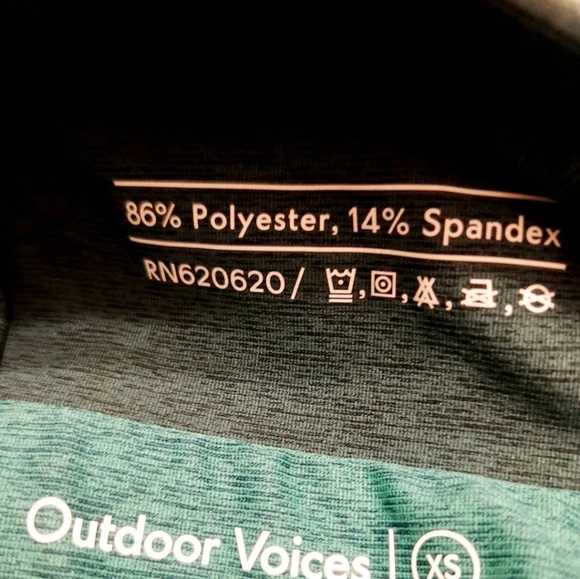 86% Polyester, 14% Spandex
RN620620/
Outdoor Voices | XS